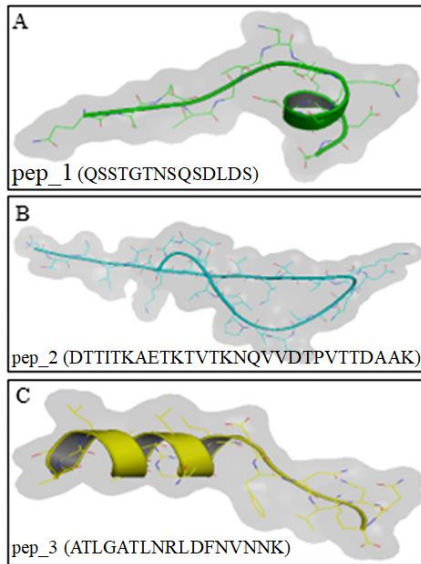 A
pep_1 (QSSTGTNSQSDLDS)
B
pep_2 (DTTITKAETKTVTKNQVVDTPVTTDAAK)
C
pep_3 (ATLGATLNRLDFNVNNK)